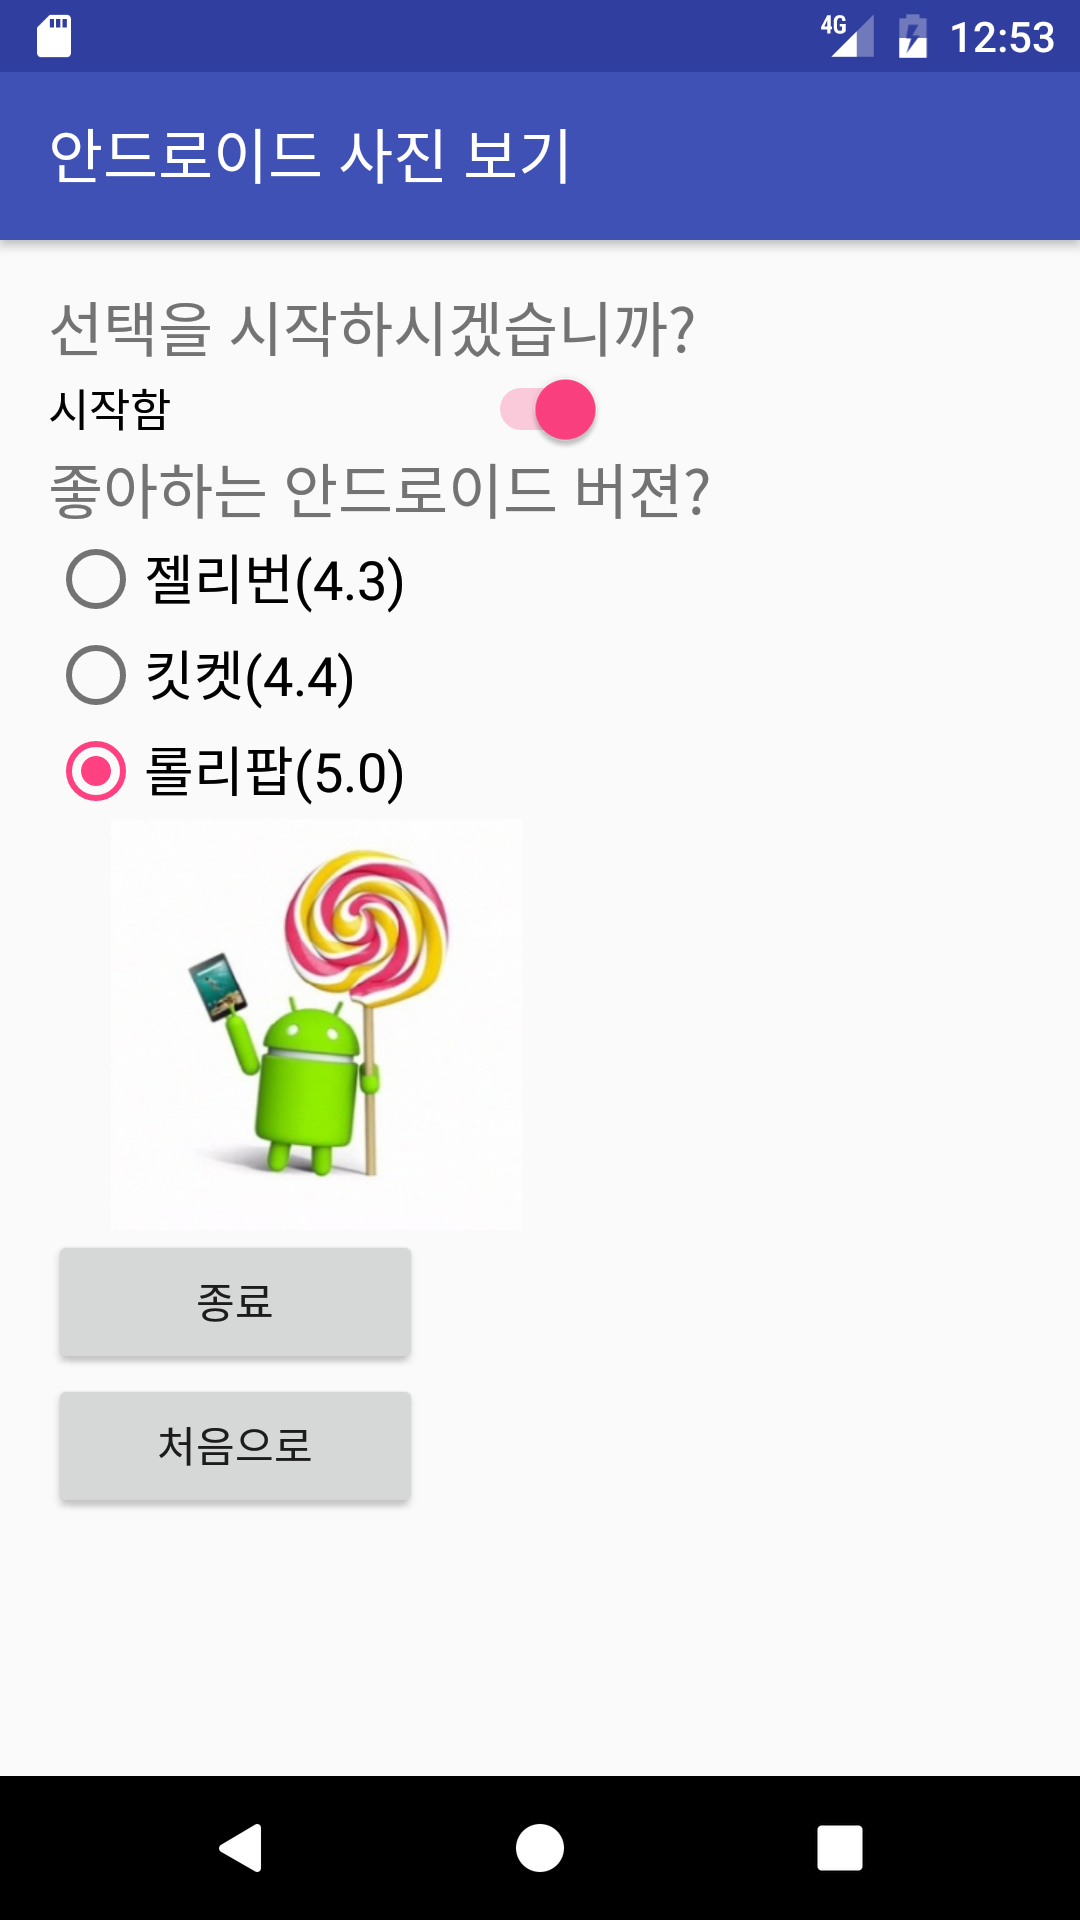 4G 12:53
안드로이드 사진 보기
선택을 시작하시겠습니까?
시작함
좋아하는 안드로이드 버젼?
젤리번(4.3)
킷켓(4.4)
롤리팝(5.0)
종료
처음으로